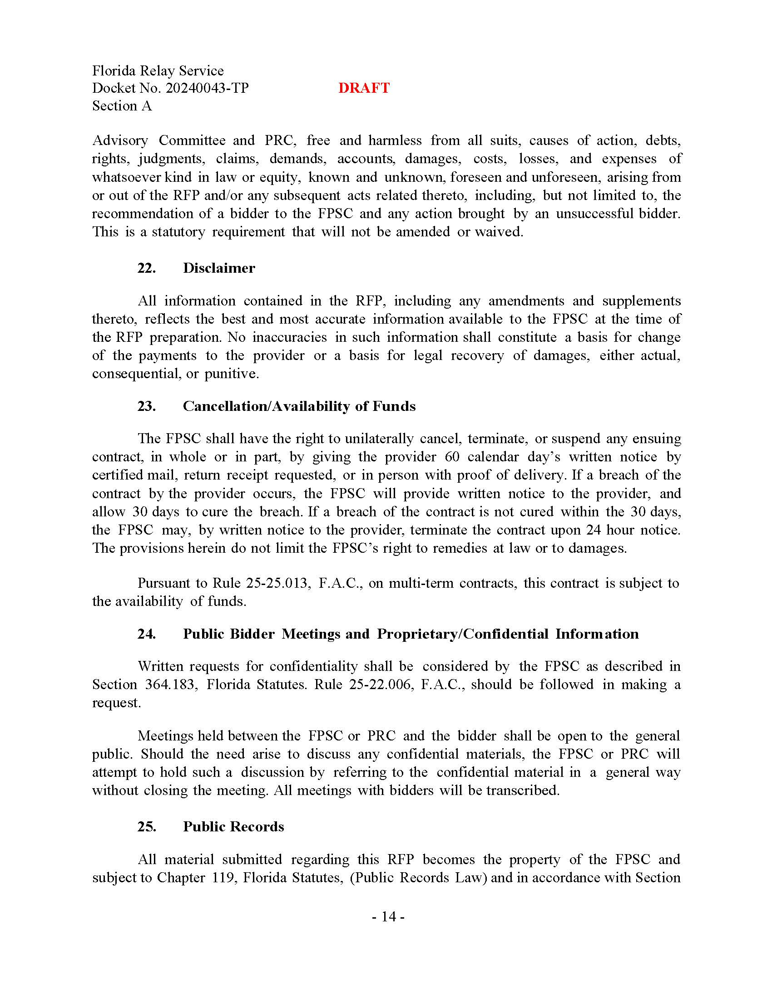 Florida Relay Service
Docket No. 20240043-TP DRAFT
Section A
Advisory Committee and PRC, free and harmless from all suits, causes of action, debts,
rights, judgments, claims, demands, accounts, damages, costs, losses, and expenses of
whatsoever kind in law or equity, known and unknown, foreseen and unforeseen, arising from
or out of the RFP and/or any subsequent acts related thereto, including, but not limited to, the
recommendation of a bidder to the FPSC and any action brought by an unsuccessful bidder.
This is a statutory requirement that will not be amended or waived.
22. Disclaimer
All information contained in the RFP, including any amendments and supplements
thereto, reflects the best and most accurate information available to the FPSC at the time of
the RFP preparation. No inaccuracies in such information shall constitute a basis for change
of the payments to the provider or a basis for legal recovery of damages, either actual,
consequential, or punitive.
23. Cancellation/Availability of Funds
The FPSC shall have the right to unilaterally cancel, terminate, or suspend any ensuing
contract, in whole or in part, by giving the provider 60 calendar day’s written notice by
certified mail, return receipt requested, or in person with proof of delivery. If a breach of the
contract by the provider occurs, the FPSC will provide written notice to the provider, and
allow 30 days to cure the breach. If a breach of the contract is not cured within the 30 days,
the FPSC may, by written notice to the provider, terminate the contract upon 24 hour notice.
The provisions herein do not limit the FPSC’s right to remedies at law or to damages.
Pursuant to Rule 25-25.013, F.A.C., on multi-term contracts, this contract is subject to
the availability of funds.
24. Public Bidder Meetings and Proprietary/Confidential Information
Written requests for confidentiality shall be considered by the FPSC as described in
Section 364.183, Florida Statutes. Rule 25-22.006, F.A.C., should be followed in making a
request.
Meetings held between the FPSC or PRC and the bidder shall be open to the general
public. Should the need arise to discuss any confidential materials, the FPSC or PRC will
attempt to hold such a discussion by referring to the confidential material in a general way
without closing the meeting. All meetings with bidders will be transcribed.
25. Public Records
All material submitted regarding this RFP becomes the property of the FPSC and
subject to Chapter 119, Florida Statutes, (Public Records Law) and in accordance with Section
- 14 -